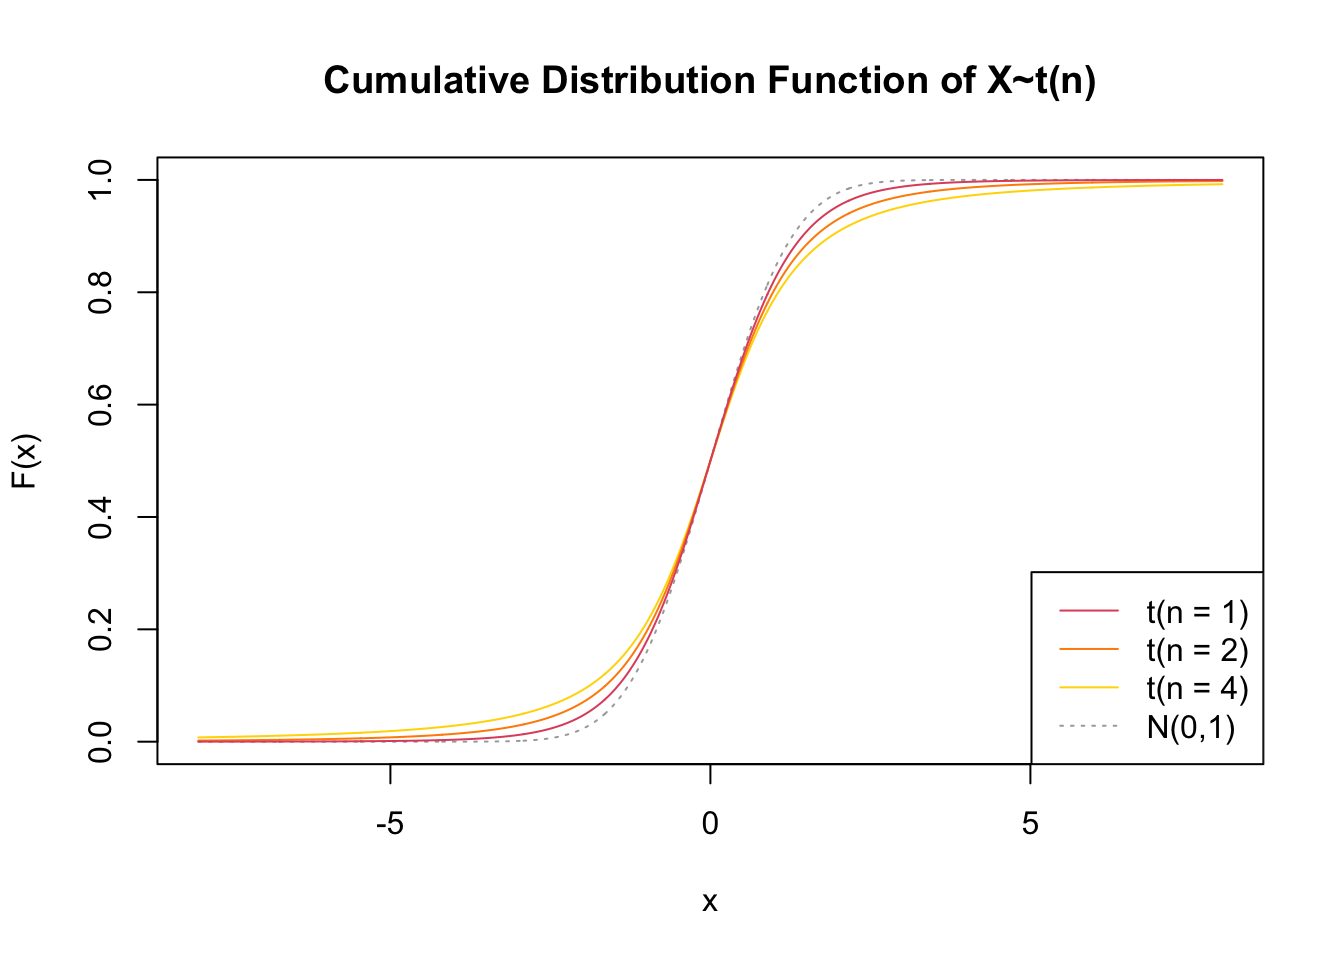 Cumulative Distribution Function of X~t(n)
F(x)
1.0
0.8
0.6
0.4
0.2
0.0
-5
0
5
x
t(n = 1)
t(n = 2)
t(n = 4)
N(0,1)